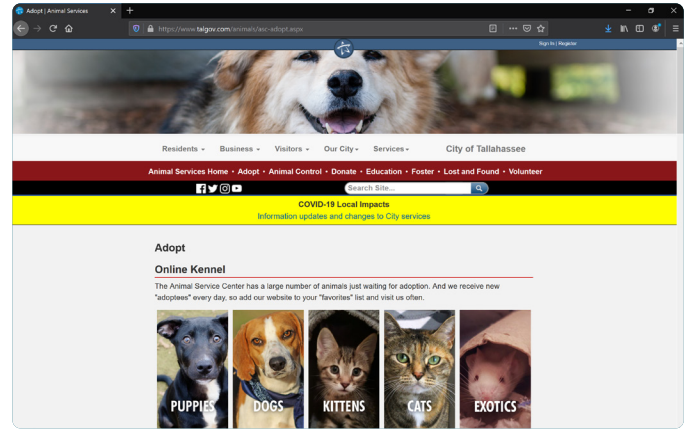 Adopt | Animal Services
https://www.talgov.com/animals/asc-adopt.aspx
Sign In | Register
Residents Business Visitors Our City Services City of Tallahassee
Animal Services Home • Adopt • Animal Control • Donate • Education • Foster • Lost and Found • Volunteer
Search Site...
COVID-19 Local Impacts
Information updates and changes to City services
Adopt
Online Kennel
The Animal Service Center has a large number of animals just waiting for adoption. And we receive new
"adoptees" every day, so add our website to your "favorites" list and visit us often.
PUPPIES DOGS KITTENS CATS EXOTICS